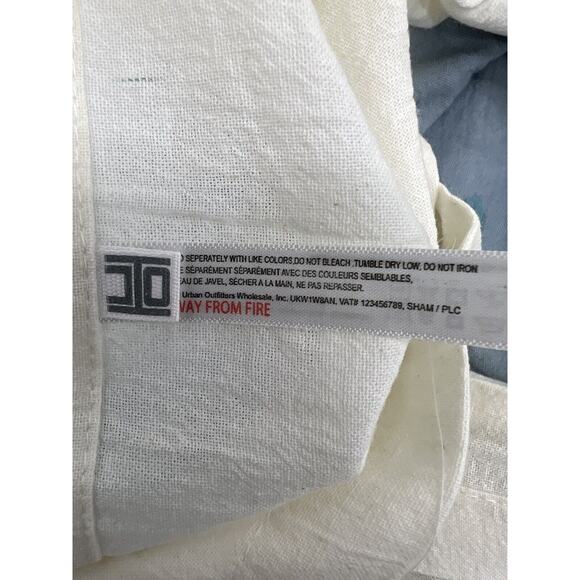 SEPERATELY WITH LIKE COLORS,DO NOT BLEACH ,TUMBLE DRY LOW, DO NOT IRON
SÉPARÉMENT SÉPARÉMENT AVEC DES COULEURS SEMBLABLES,
EAU DE JAVEL, SÉCHER A LA MAIN, NE PAS REPASSER.
Urban Outfitters Wholesale, Inc. UKW1W8AN, VAT# 123456789, SHAM / PLC
WAY FROM FIRE